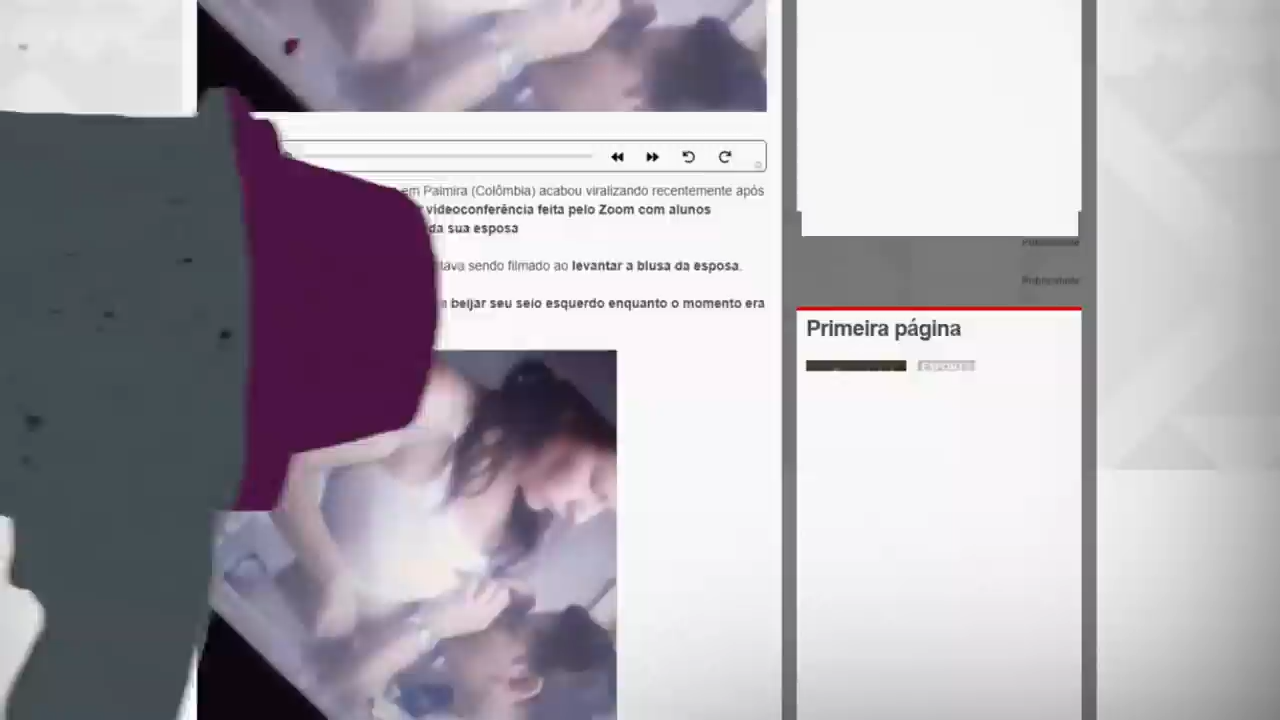 em Palmira (Colômbia) acabou viralizando recentemente após
videoconferência feita pelo Zoom com alunos
da sua esposa
tava sendo filmado ao levantar a blusa da esposa.
beijar seu seio esquerdo enquanto o momento era
Publicidade
Publicidade
Primeira página